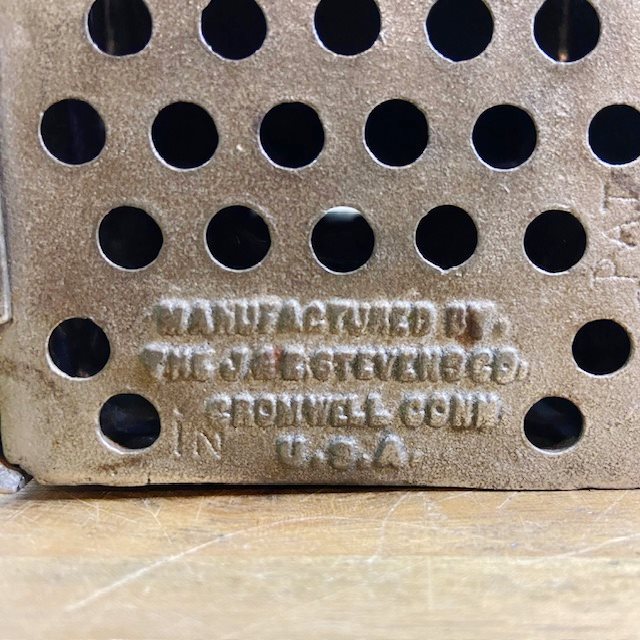 MANUFACTURED BY.
THE J & E. STEVENS CO.
CROMWELL CONN.
U.S.A.
IN
PAT